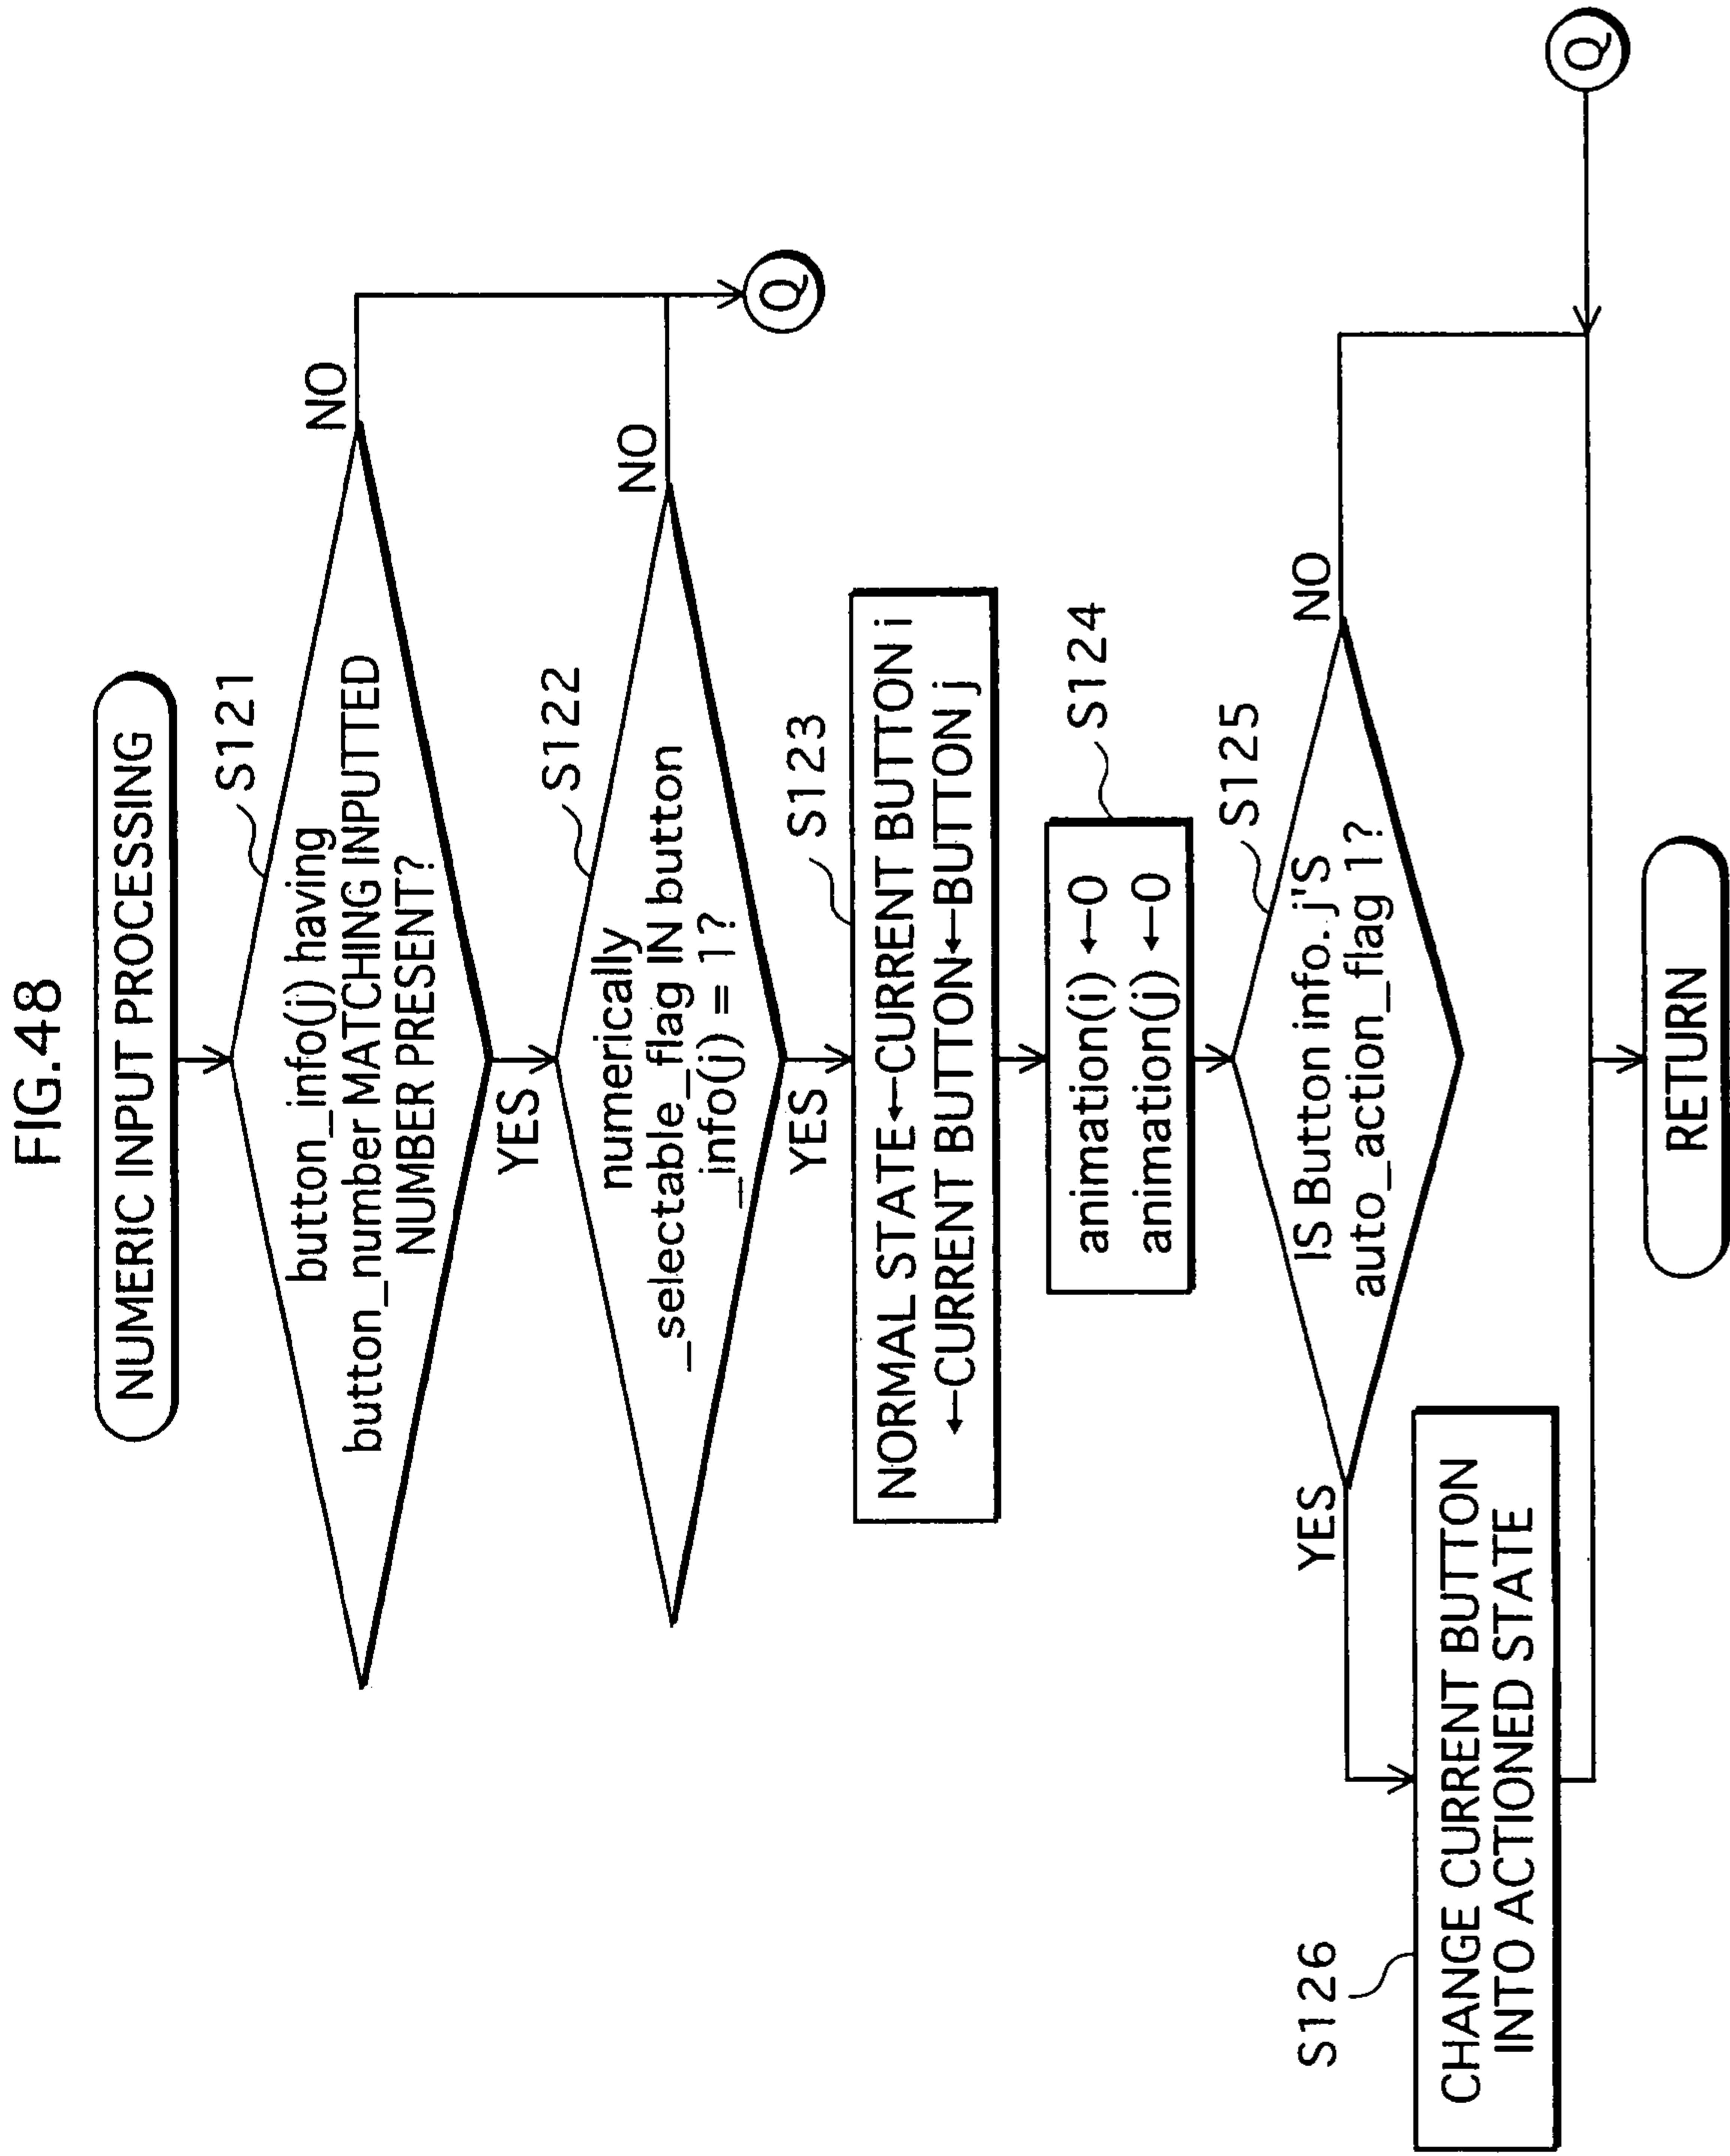 FIG.48
NUMERIC INPUT PROCESSING
S121
button_info(j) having
button_number MATCHING INPUTTED
NUMBER PRESENT?
NO
YES
S122
numerically
_selectable_flag IN button
_info(j) = 1?
NO
Q
YES
S123
NORMAL STATE←CURRENT BUTTON i
←CURRENT BUTTON←BUTTON j
S124
animation(i) ←0
animation(j) ←0
S125
IS Button info. j'S
auto_action_flag 1?
NO
YES
S126
CHANGE CURRENT BUTTON
INTO ACTIONED STATE
Q
RETURN